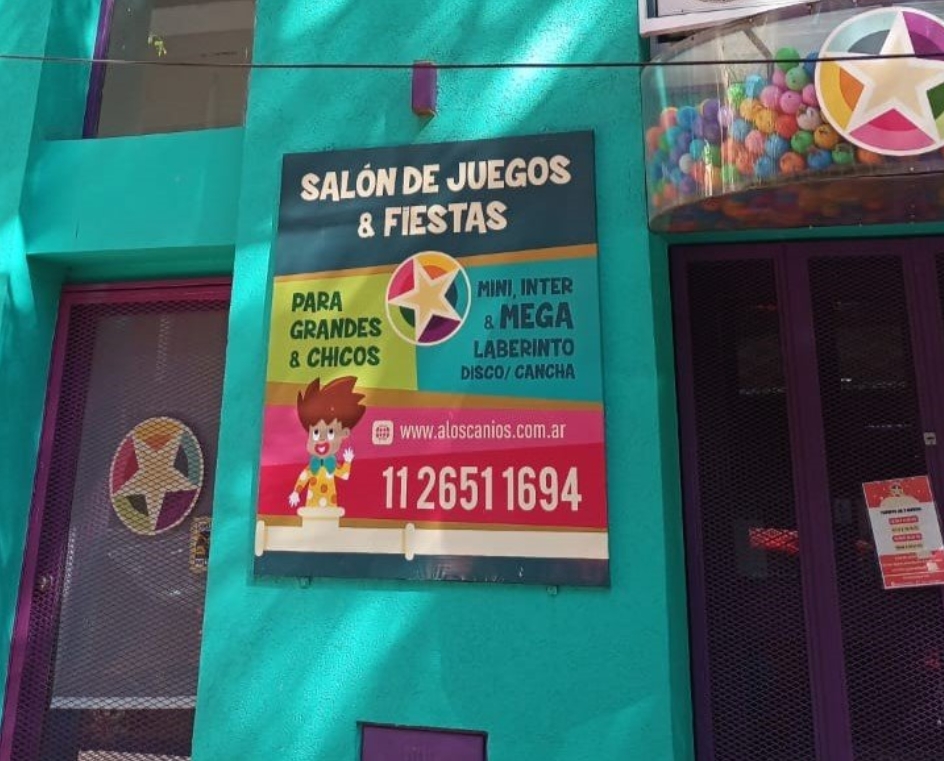 SALÓN DE JUEGOS
& FIESTAS
PARA
GRANDES
& CHICOS
MINI, INTER
& MEGA
LABERINTO
DISCO/ CANCHA
www.aloscanios.com.ar
11 2651 1694